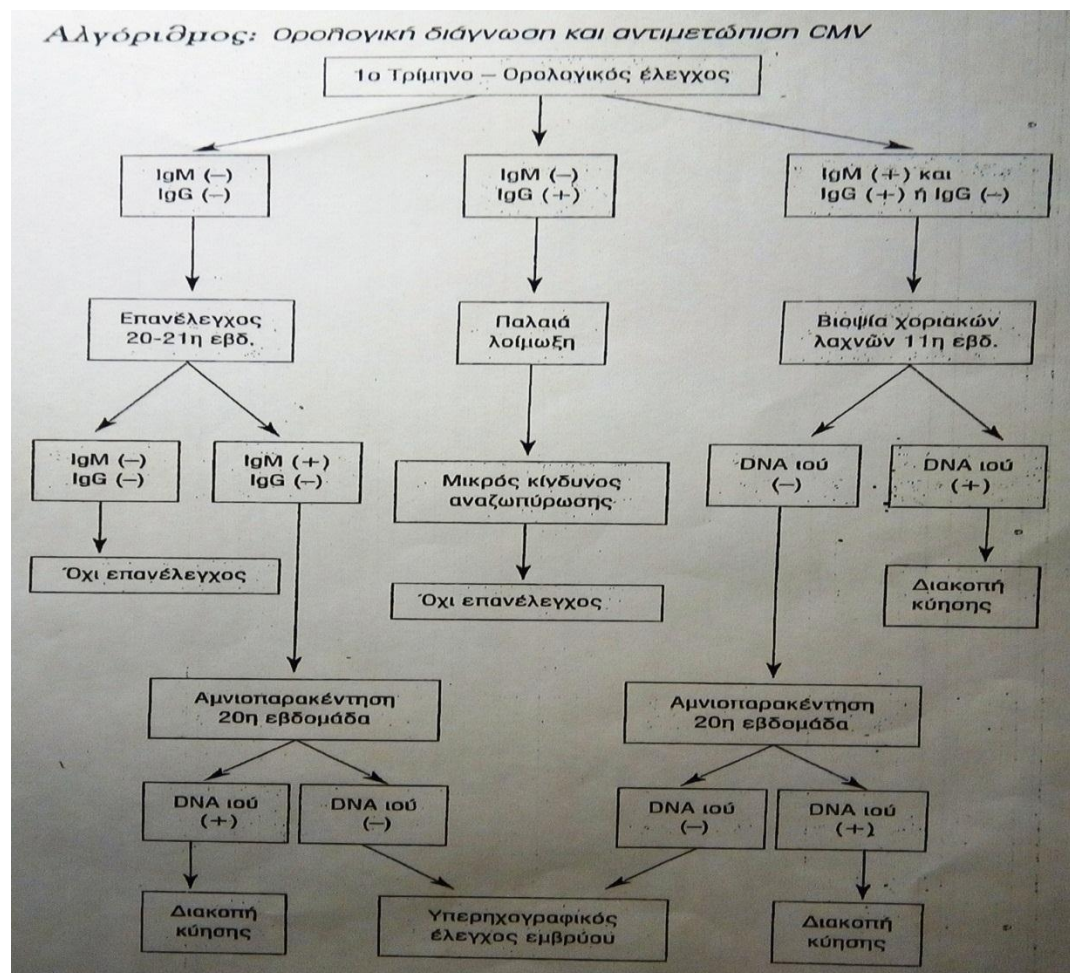 Αλγόριθμος: Ορολογική διάγνωση και αντιμετώπιση CMV
1ο Τρίμηνο – Ορολογικός έλεγχος
IgM (–)
IgG (–)
IgM (–)
IgG (+)
IgM (+) και
IgG (+) ή IgG (–)
Επανέλεγχος
20-21η εβδ.
Παλαιά
λοίμωξη
Βιοψία χοριακών
λαχνών 11η εβδ.
IgM (–)
IgG (–)
IgM (+)
IgG (–)
Μικρός κίνδυνος
αναζωπύρωσης
DNA ιού
(–)
DNA ιού
(+)
Όχι επανέλεγχος
Όχι επανέλεγχος
Διακοπή
κύησης
Αμνιοπαρακέντηση
20η εβδομάδα
Αμνιοπαρακέντηση
20η εβδομάδα
DNA ιού
(+)
DNA ιού
(–)
DNA ιού
(–)
DNA ιού
(+)
Διακοπή
κύησης
Υπερηχογραφικός
έλεγχος εμβρύου
Διακοπή
κύησης